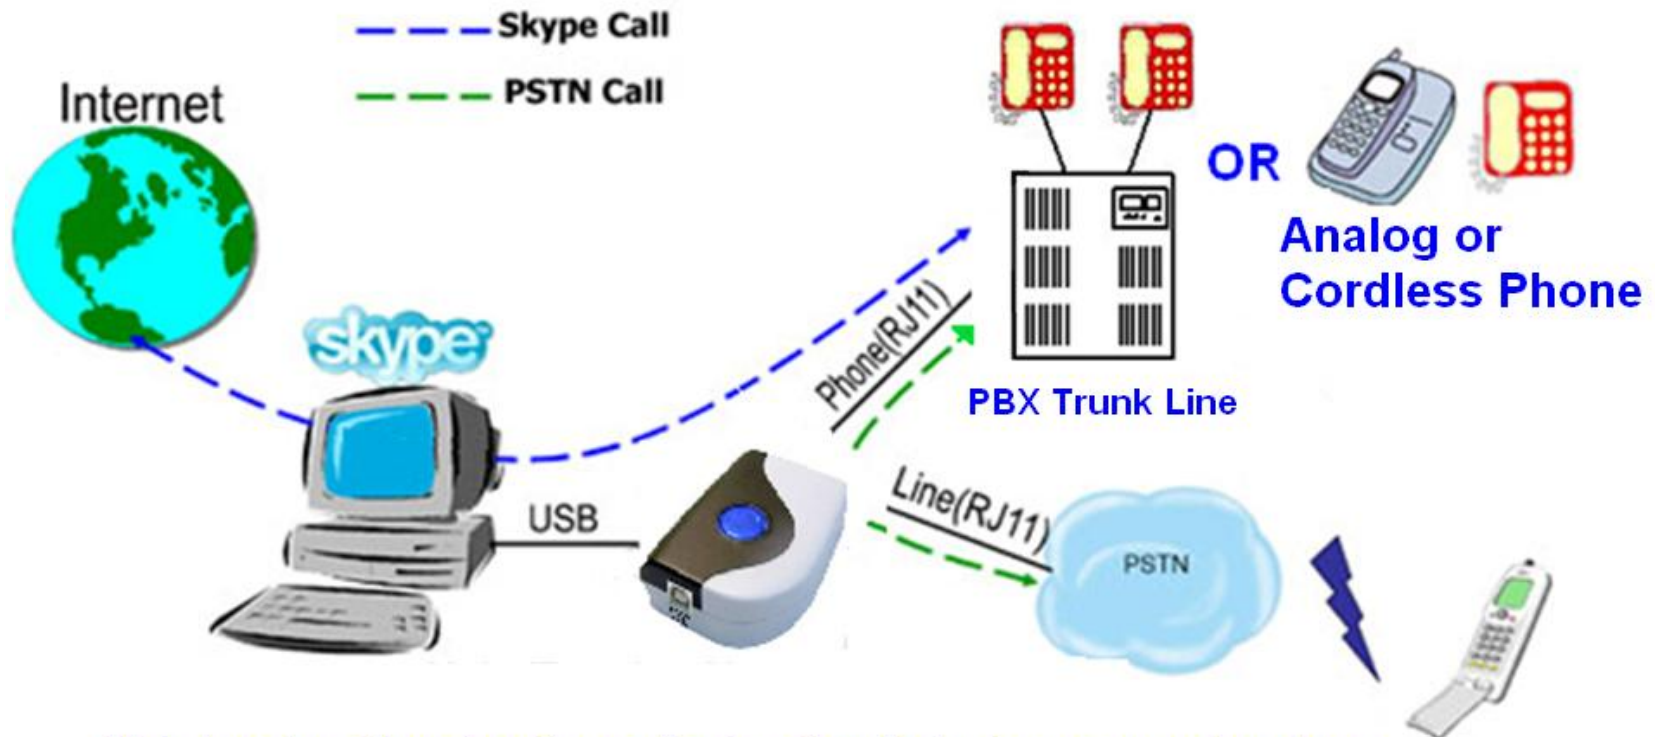 Skype Call
PSTN Call
Internet
OR
Analog or
Cordless Phone
skype
Phone(RJ11)
PBX Trunk Line
USB
Line(RJ11)
PSTN